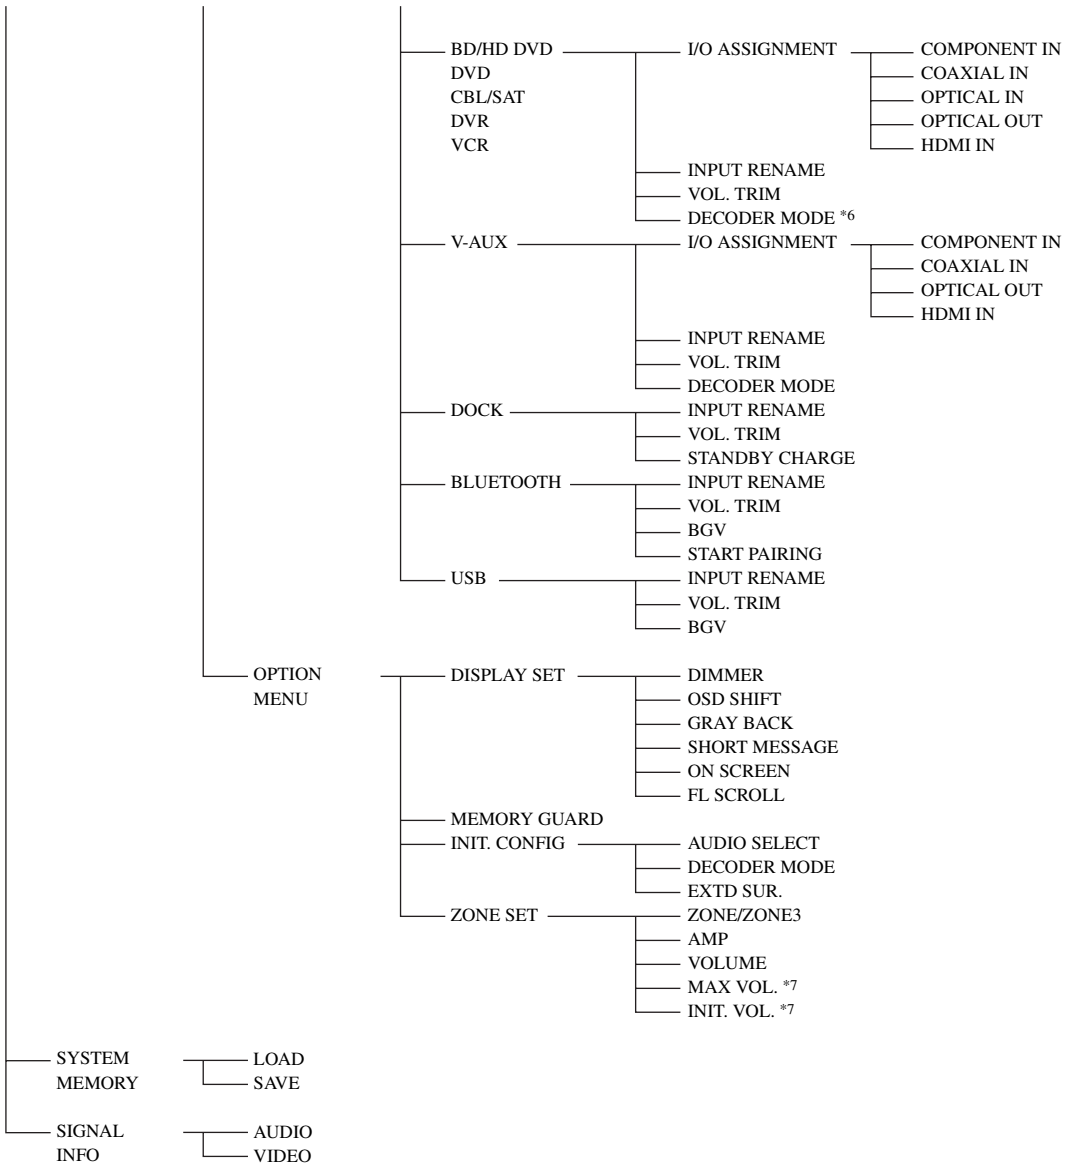 BD/HD DVD I/O ASSIGNMENT COMPONENT IN
DVD COAXIAL IN
CBL/SAT OPTICAL IN
DVR OPTICAL OUT
VCR HDMI IN
INPUT RENAME
VOL. TRIM
DECODER MODE *6
V-AUX I/O ASSIGNMENT COMPONENT IN
COAXIAL IN
OPTICAL OUT
HDMI IN
INPUT RENAME
VOL. TRIM
DECODER MODE
DOCK INPUT RENAME
VOL. TRIM
STANDBY CHARGE
BLUETOOTH INPUT RENAME
VOL. TRIM
BGV
START PAIRING
USB INPUT RENAME
VOL. TRIM
BGV
OPTION DISPLAY SET DIMMER
MENU OSD SHIFT
GRAY BACK
SHORT MESSAGE
ON SCREEN
FL SCROLL
MEMORY GUARD
INIT. CONFIG AUDIO SELECT
DECODER MODE
EXTD SUR.
ZONE SET ZONE/ZONE3
AMP
VOLUME
MAX VOL. *7
INIT. VOL. *7
SYSTEM LOAD
MEMORY SAVE
SIGNAL AUDIO
INFO VIDEO